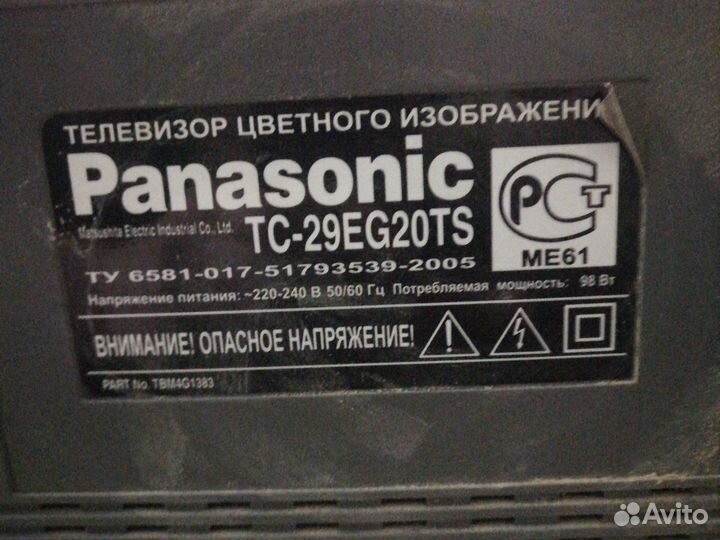 ТЕЛЕВИЗОР ЦВЕТНОГО ИЗОБРАЖЕНИ
Panasonic
Matsushita Electric Industrial Co., Ltd.
TC-29EG20TS
РСТ
ME61
ТУ 6581-017-51793539-2005
Напряжение питания: ~220-240 В 50/60 Гц Потребляемая мощность: 98 Вт
ВНИМАНИЕ! ОПАСНОЕ НАПРЯЖЕНИЕ!
PART No. TBM4G1383
Avito